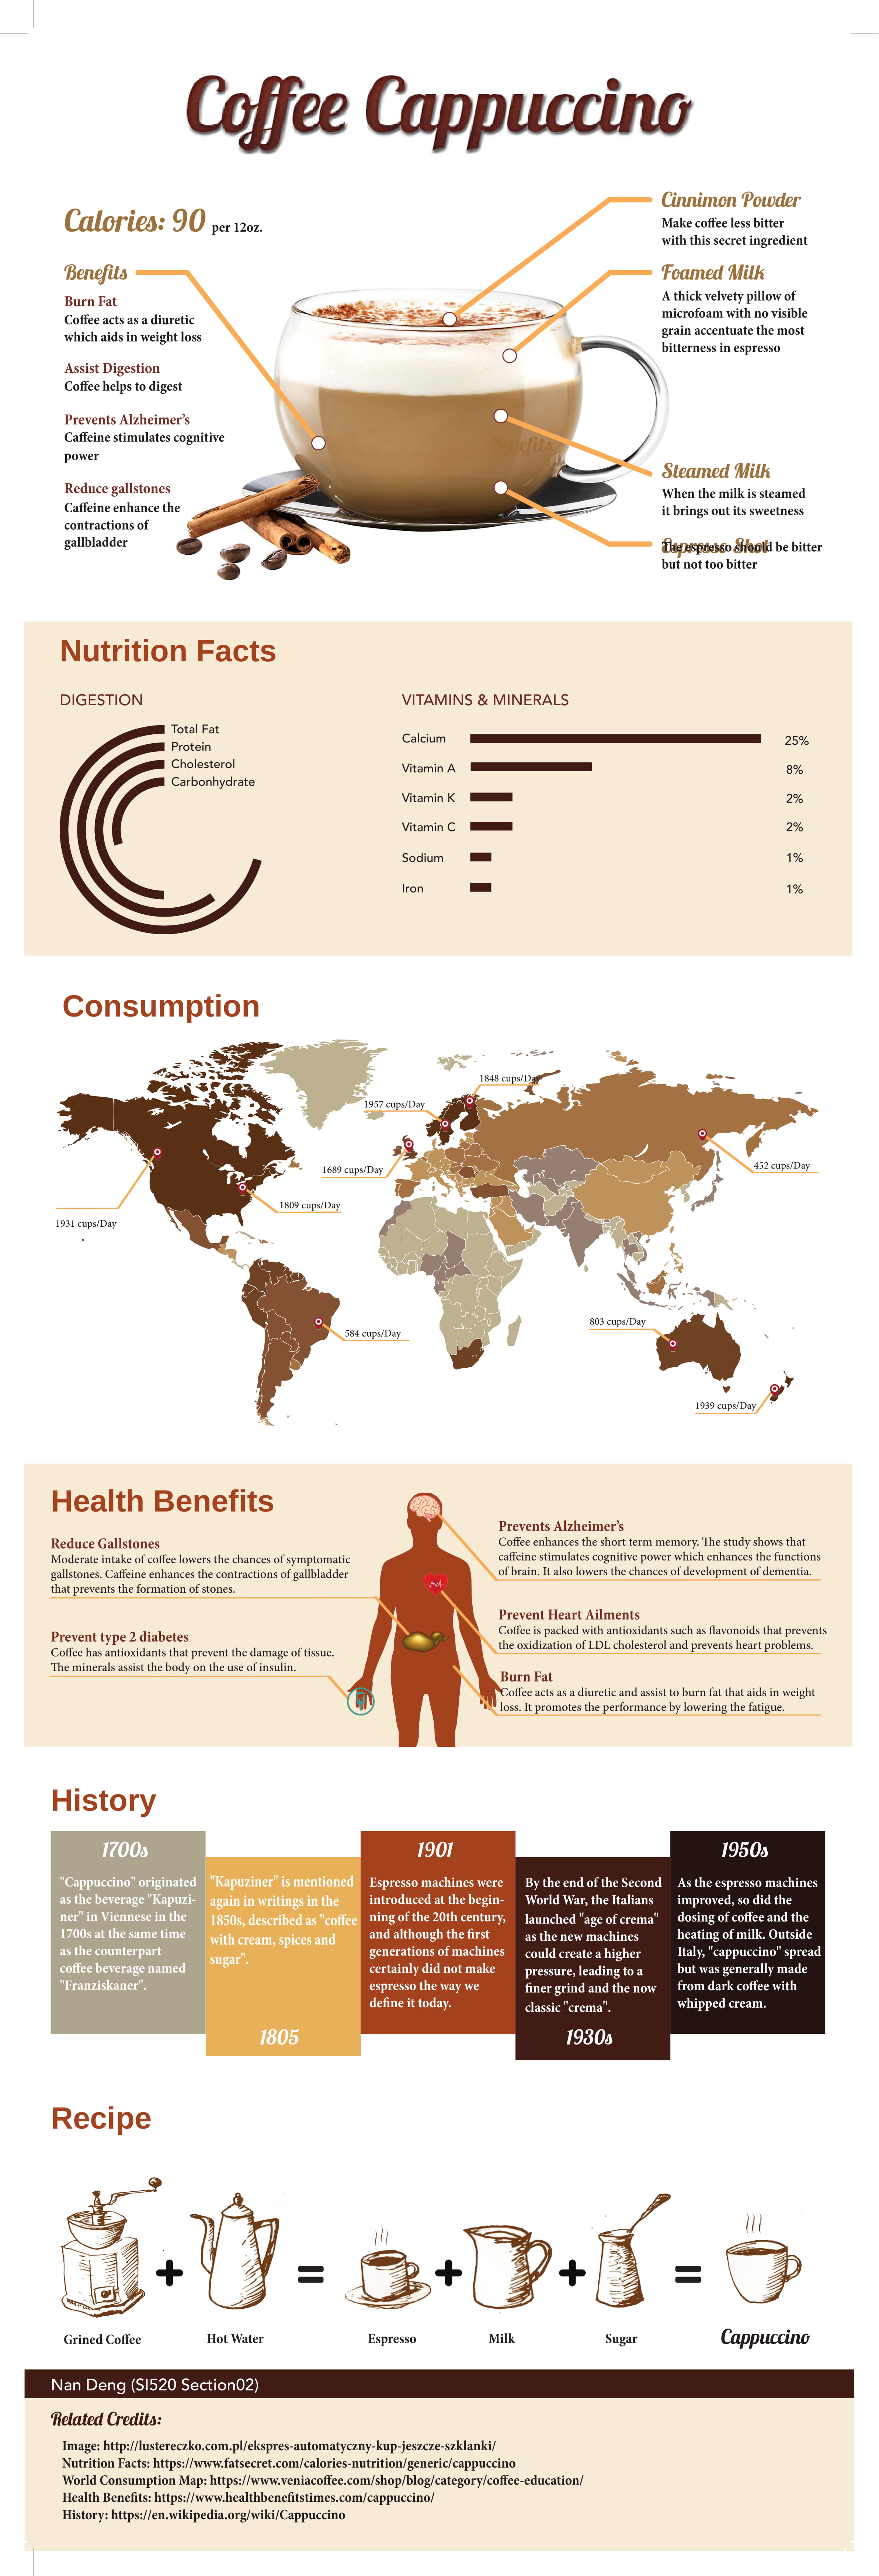 Coffee Cappuccino
Calories: 90 per 12oz.
Benefits
Burn Fat
Coffee acts as a diuretic
which aids in weight loss
Assist Digestion
Coffee helps to digest
Prevents Alzheimer's
Caffeine stimulates cognitive
power
Reduce gallstones
Caffeine enhance the
contractions of
gallbladder
Cinnimon Powder
Make coffee less bitter
with this secret ingredient
Foamed Milk
A thick velvety pillow of
microfoam with no visible
grain accentuate the most
bitterness in espresso
Benefits
Steamed Milk
When the milk is steamed
it brings out its sweetness
Espresso Shot
The espresso should be bitter
but not too bitter
Nutrition Facts
DIGESTION
Total Fat
Protein
Cholesterol
Carbonhydrate
VITAMINS & MINERALS
Calcium 25%
Vitamin A 8%
Vitamin K 2%
Vitamin C 2%
Sodium 1%
Iron 1%
Consumption
1848 cups/Day
1957 cups/Day
1689 cups/Day
452 cups/Day
1809 cups/Day
1931 cups/Day
584 cups/Day
803 cups/Day
1939 cups/Day
Health Benefits
Reduce Gallstones
Moderate intake of coffee lowers the chances of symptomatic
gallstones. Caffeine enhances the contractions of gallbladder
that prevents the formation of stones.
Prevent type 2 diabetes
Coffee has antioxidants that prevent the damage of tissue.
The minerals assist the body on the use of insulin.
Prevents Alzheimer's
Coffee enhances the short term memory. The study shows that
caffeine stimulates cognitive power which enhances the functions
of brain. It also lowers the chances of development of dementia.
Prevent Heart Ailments
Coffee is packed with antioxidants such as flavonoids that prevents
the oxidization of LDL cholesterol and prevents heart problems.
Burn Fat
Coffee acts as a diuretic and assist to burn fat that aids in weight
loss. It promotes the performance by lowering the fatigue.
History
1700s
"Cappuccino" originated
as the beverage "Kapuzi-
ner" in Viennese in the
1700s at the same time
as the counterpart
coffee beverage named
"Franziskaner".
"Kapuziner" is mentioned
again in writings in the
1850s, described as "coffee
with cream, spices and
sugar".
1805
1901
Espresso machines were
introduced at the begin-
ning of the 20th century,
and although the first
generations of machines
certainly did not make
espresso the way we
define it today.
By the end of the Second
World War, the Italians
launched "age of crema"
as the new machines
could create a higher
pressure, leading to a
finer grind and the now
classic "crema".
1930s
1950s
As the espresso machines
improved, so did the
dosing of coffee and the
heating of milk. Outside
Italy, "cappuccino" spread
but was generally made
from dark coffee with
whipped cream.
Recipe
Grined Coffee
Hot Water
Espresso
Milk
Sugar
Cappuccino
Nan Deng (SI520 Section02)
Related Credits:
Image: http://lustereczko.com.pl/ekspres-automatyczny-kup-jeszcze-szklanki/
Nutrition Facts: https://www.fatsecret.com/calories-nutrition/generic/cappuccino
World Consumption Map: https://www.veniacoffee.com/shop/blog/category/coffee-education/
Health Benefits: https://www.healthbenefitstimes.com/cappuccino/
History: https://en.wikipedia.org/wiki/Cappuccino